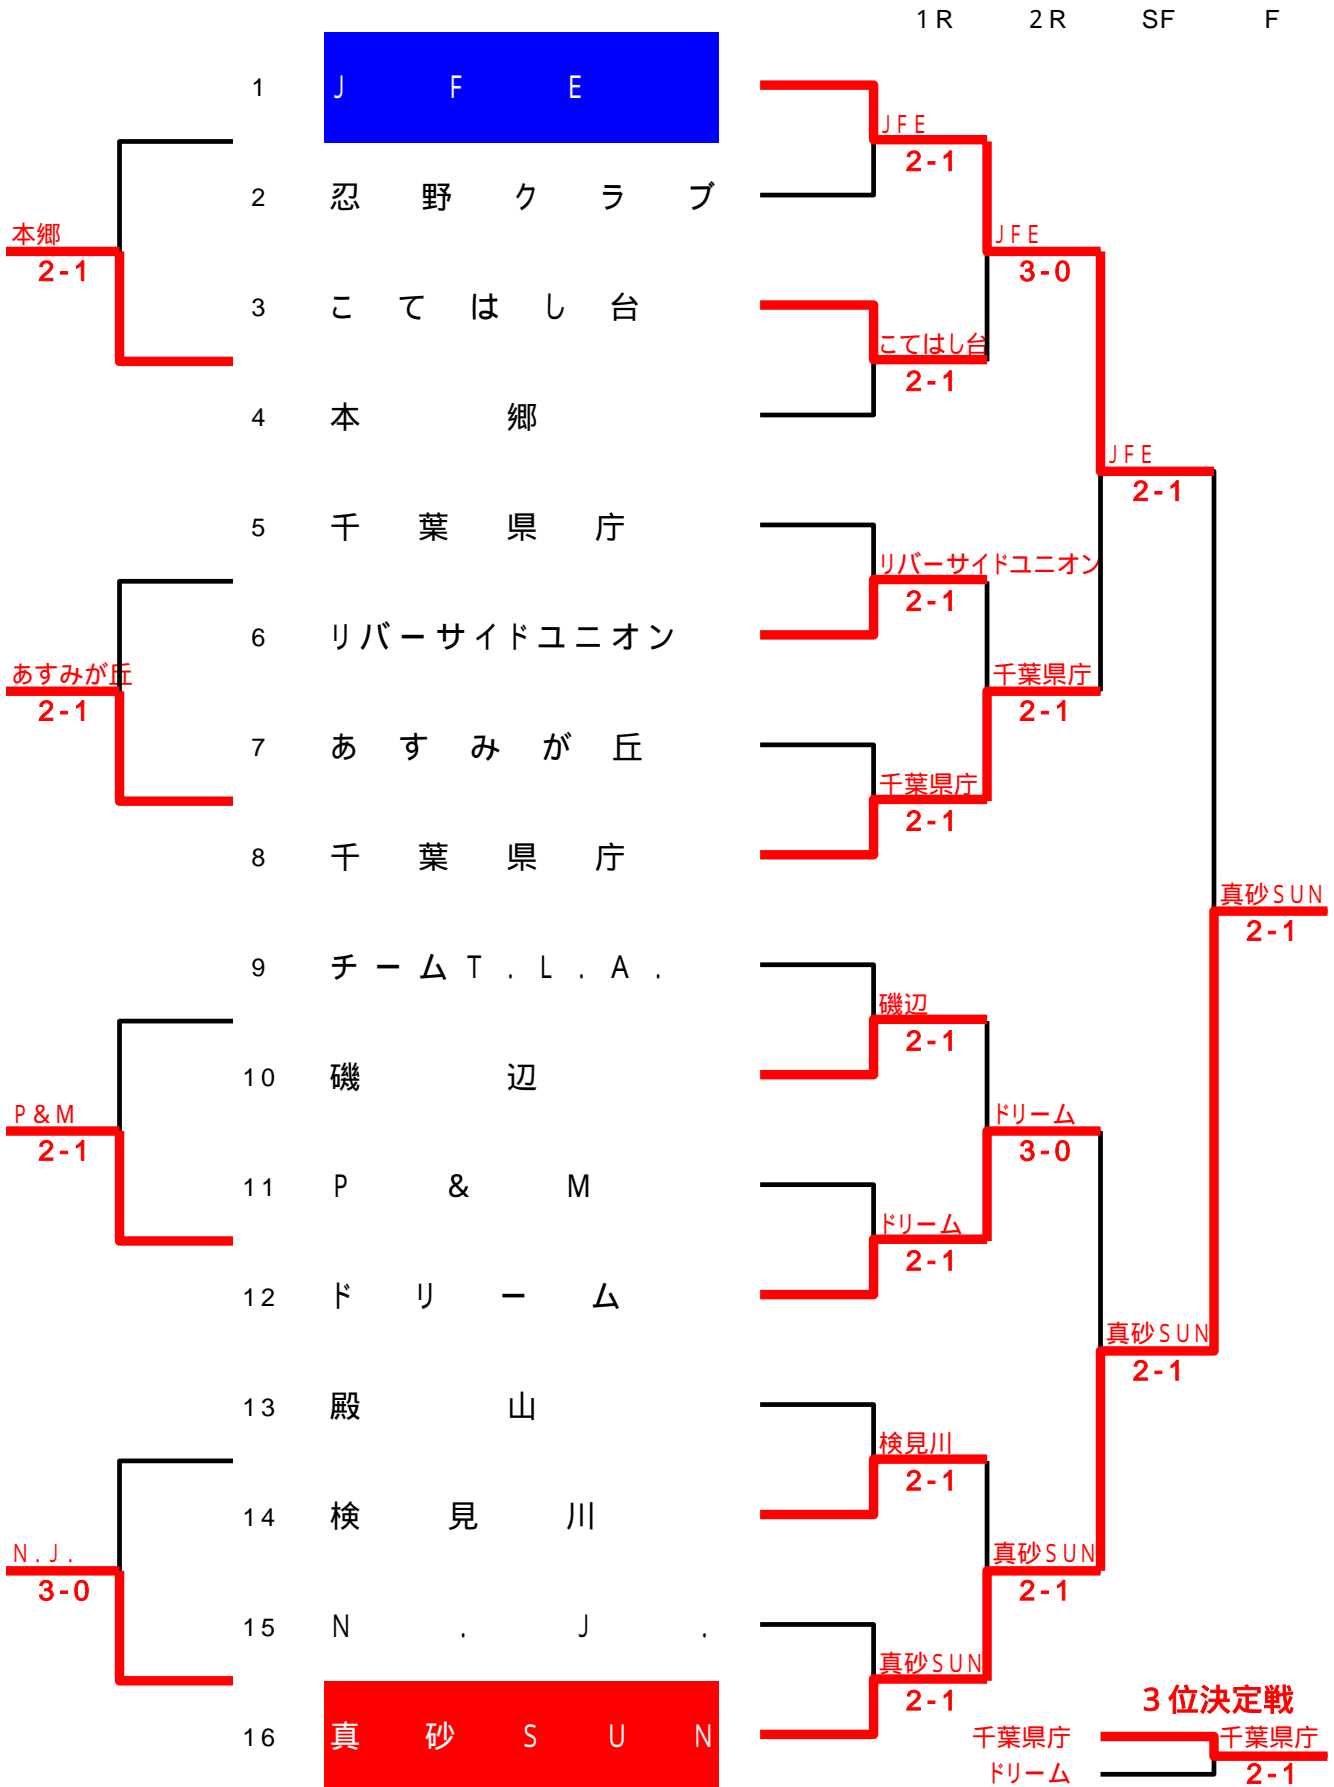 1R 2R SF F
1 JFE
JFE
2-1
2 忍野クラブ
本郷
2-1
JFE
3-0
3 こてはし台
こてはし台
2-1
4 本郷
JFE
2-1
5 千葉県庁
リバーサイドユニオン
2-1
6 リバーサイドユニオン
あすみが丘
2-1
千葉県庁
2-1
7 あすみが丘
千葉県庁
2-1
8 千葉県庁
真砂SUN
2-1
9 チームT.L.A.
磯辺
2-1
10 磯辺
P&M
2-1
ドリーム
3-0
11 P&M
ドリーム
2-1
12 ドリーム
真砂SUN
2-1
13 殿山
検見川
2-1
14 検見川
N.J.
3-0
真砂SUN
2-1
15 N.J.
真砂SUN
2-1
16 真砂SUN
3位決定戦
千葉県庁 千葉県庁
ドリーム 2-1